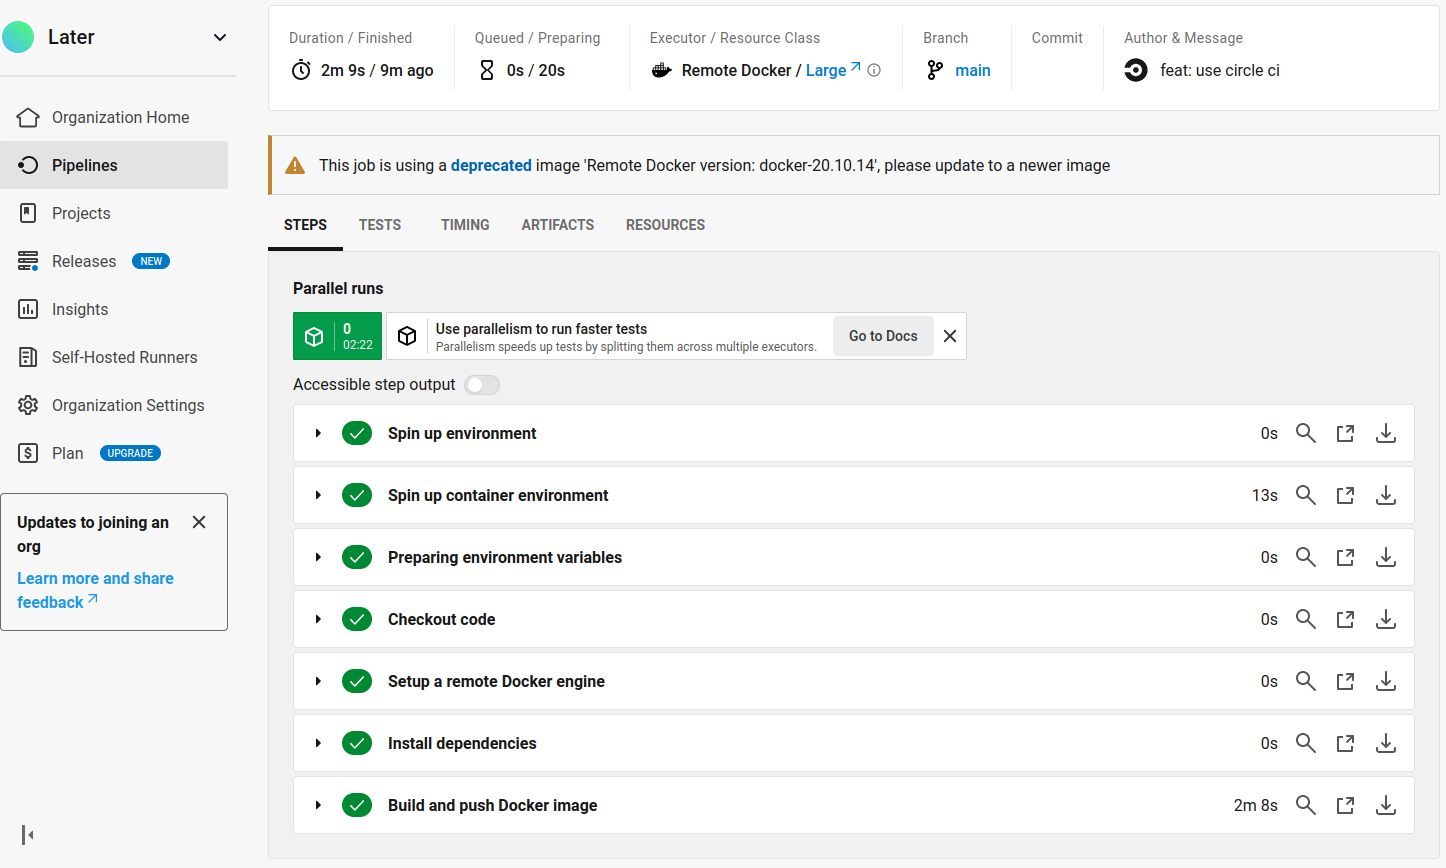 Later
Organization Home
Pipelines
Projects
Releases NEW
Insights
Self-Hosted Runners
Organization Settings
Plan UPGRADE
Updates to joining an
org
Learn more and share
feedback
Duration / Finished
2m 9s / 9m ago
Queued / Preparing
0s / 20s
Executor / Resource Class
Remote Docker / Large
Branch
main
Commit
Author & Message
feat: use circle ci
This job is using a deprecated image 'Remote Docker version: docker-20.10.14', please update to a newer image
STEPS TESTS TIMING ARTIFACTS RESOURCES
Parallel runs
0
02:22
Use parallelism to run faster tests
Parallelism speeds up tests by splitting them across multiple executors.
Go to Docs
Accessible step output
Spin up environment 0s
Spin up container environment 13s
Preparing environment variables 0s
Checkout code 0s
Setup a remote Docker engine 0s
Install dependencies 0s
Build and push Docker image 2m 8s